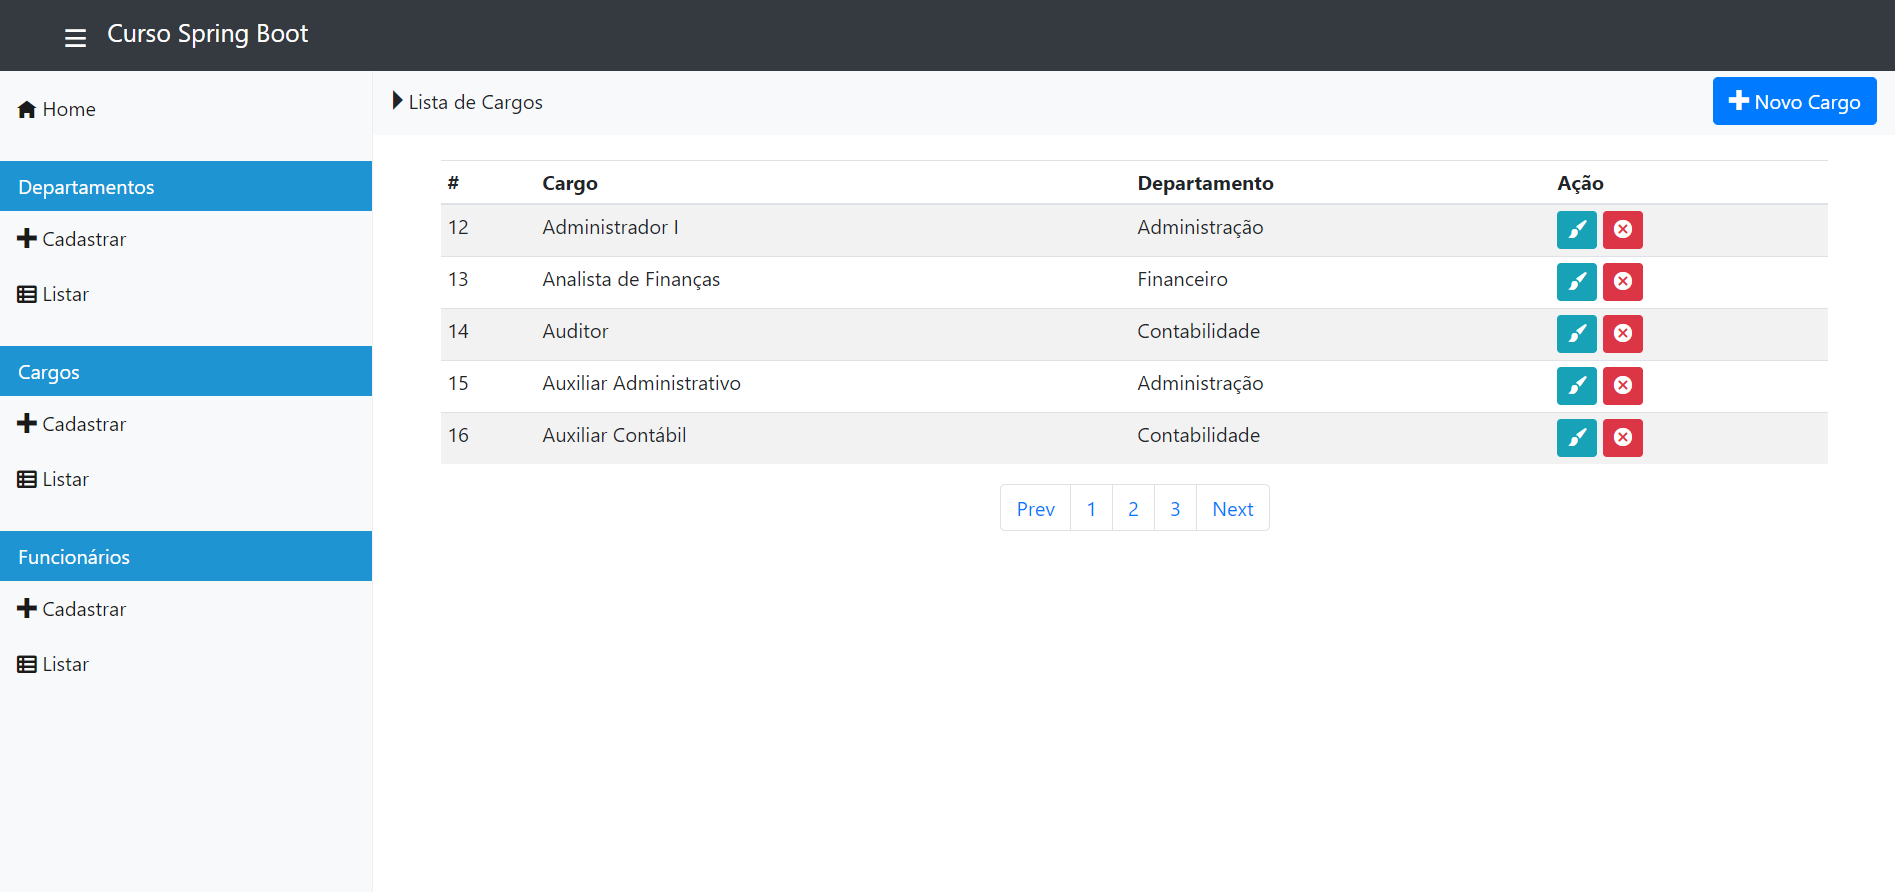 Curso Spring Boot
Home
Departamentos
Cadastrar
Listar
Cargos
Cadastrar
Listar
Funcionários
Cadastrar
Listar
Lista de Cargos
Novo Cargo
# Cargo Departamento Ação
12 Administrador I Administração
13 Analista de Finanças Financeiro
14 Auditor Contabilidade
15 Auxiliar Administrativo Administração
16 Auxiliar Contábil Contabilidade
Prev 1 2 3 Next